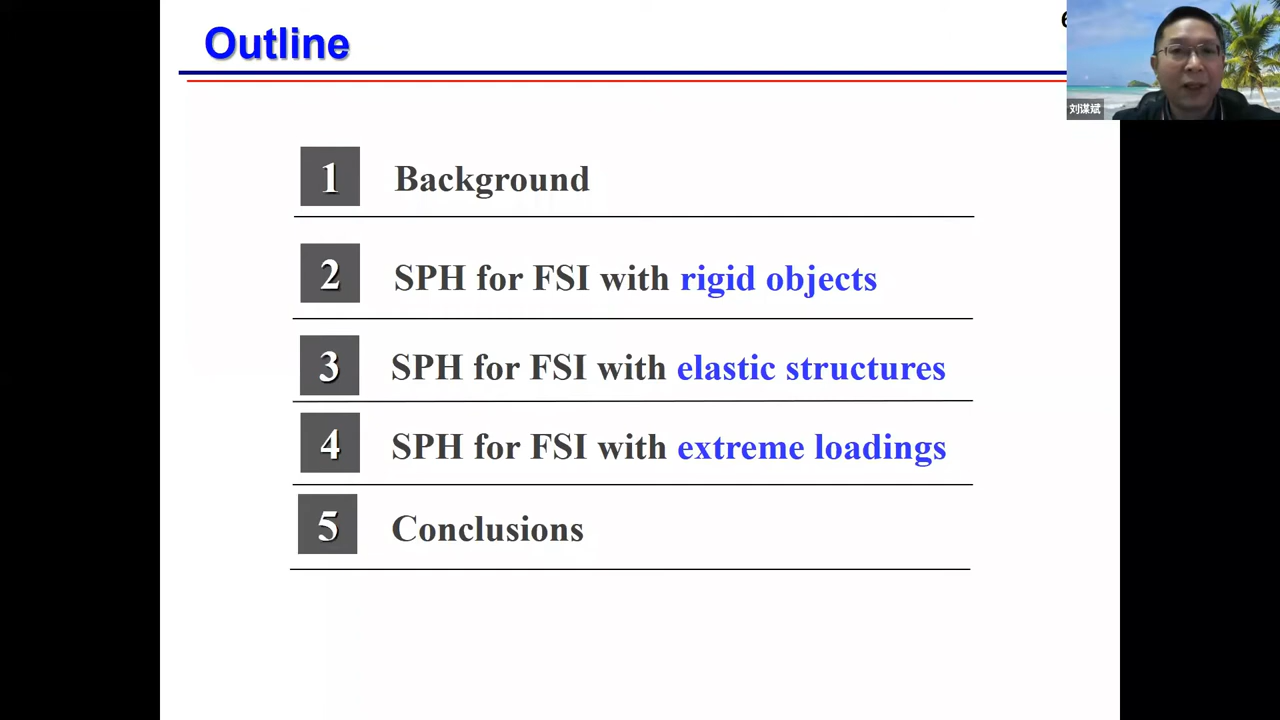 Outline
6
刘谋斌
1 Background
2 SPH for FSI with rigid objects
3 SPH for FSI with elastic structures
4 SPH for FSI with extreme loadings
5 Conclusions